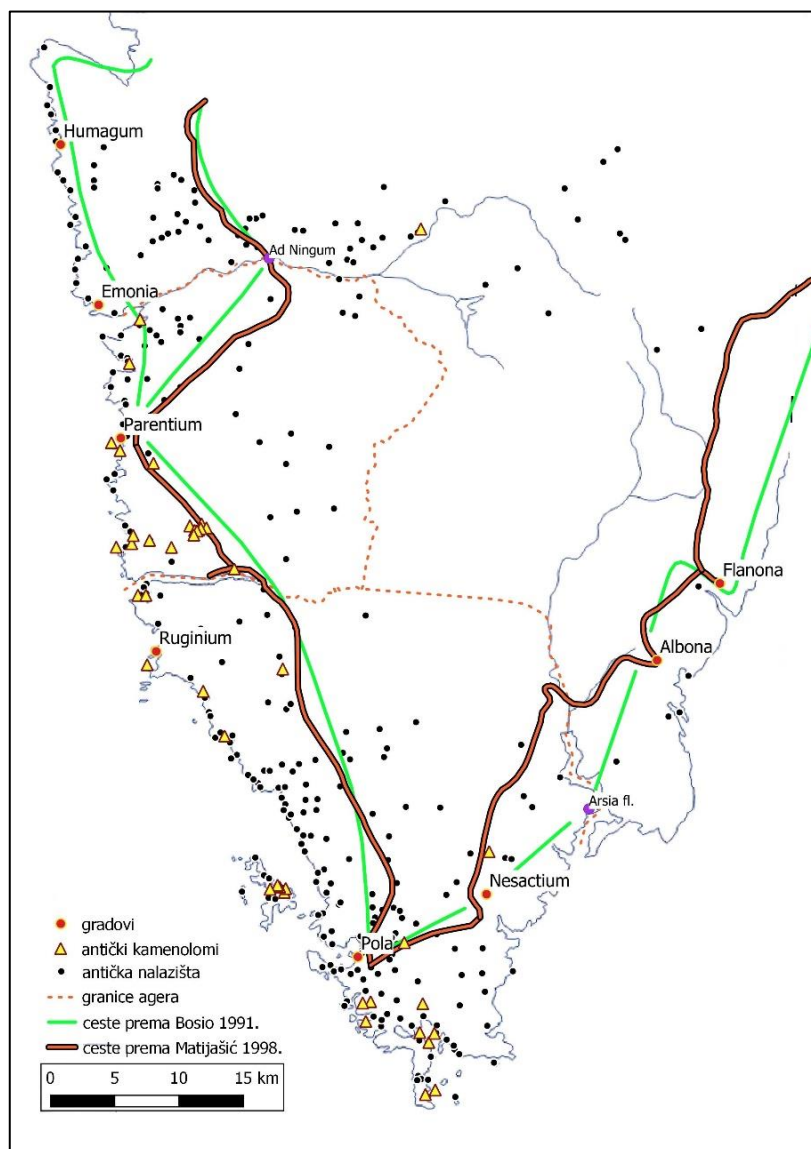 Humagum
Ad Ningum
Emonia
Parentium
Flanona
Ruginium
Albona
Arsia fl.
Nesactium
Pola
gradovi
antički kamenolomi
antička nalazišta
granice agera
ceste prema Bosio 1991.
ceste prema Matijašić 1998.
0 5 10 15 km